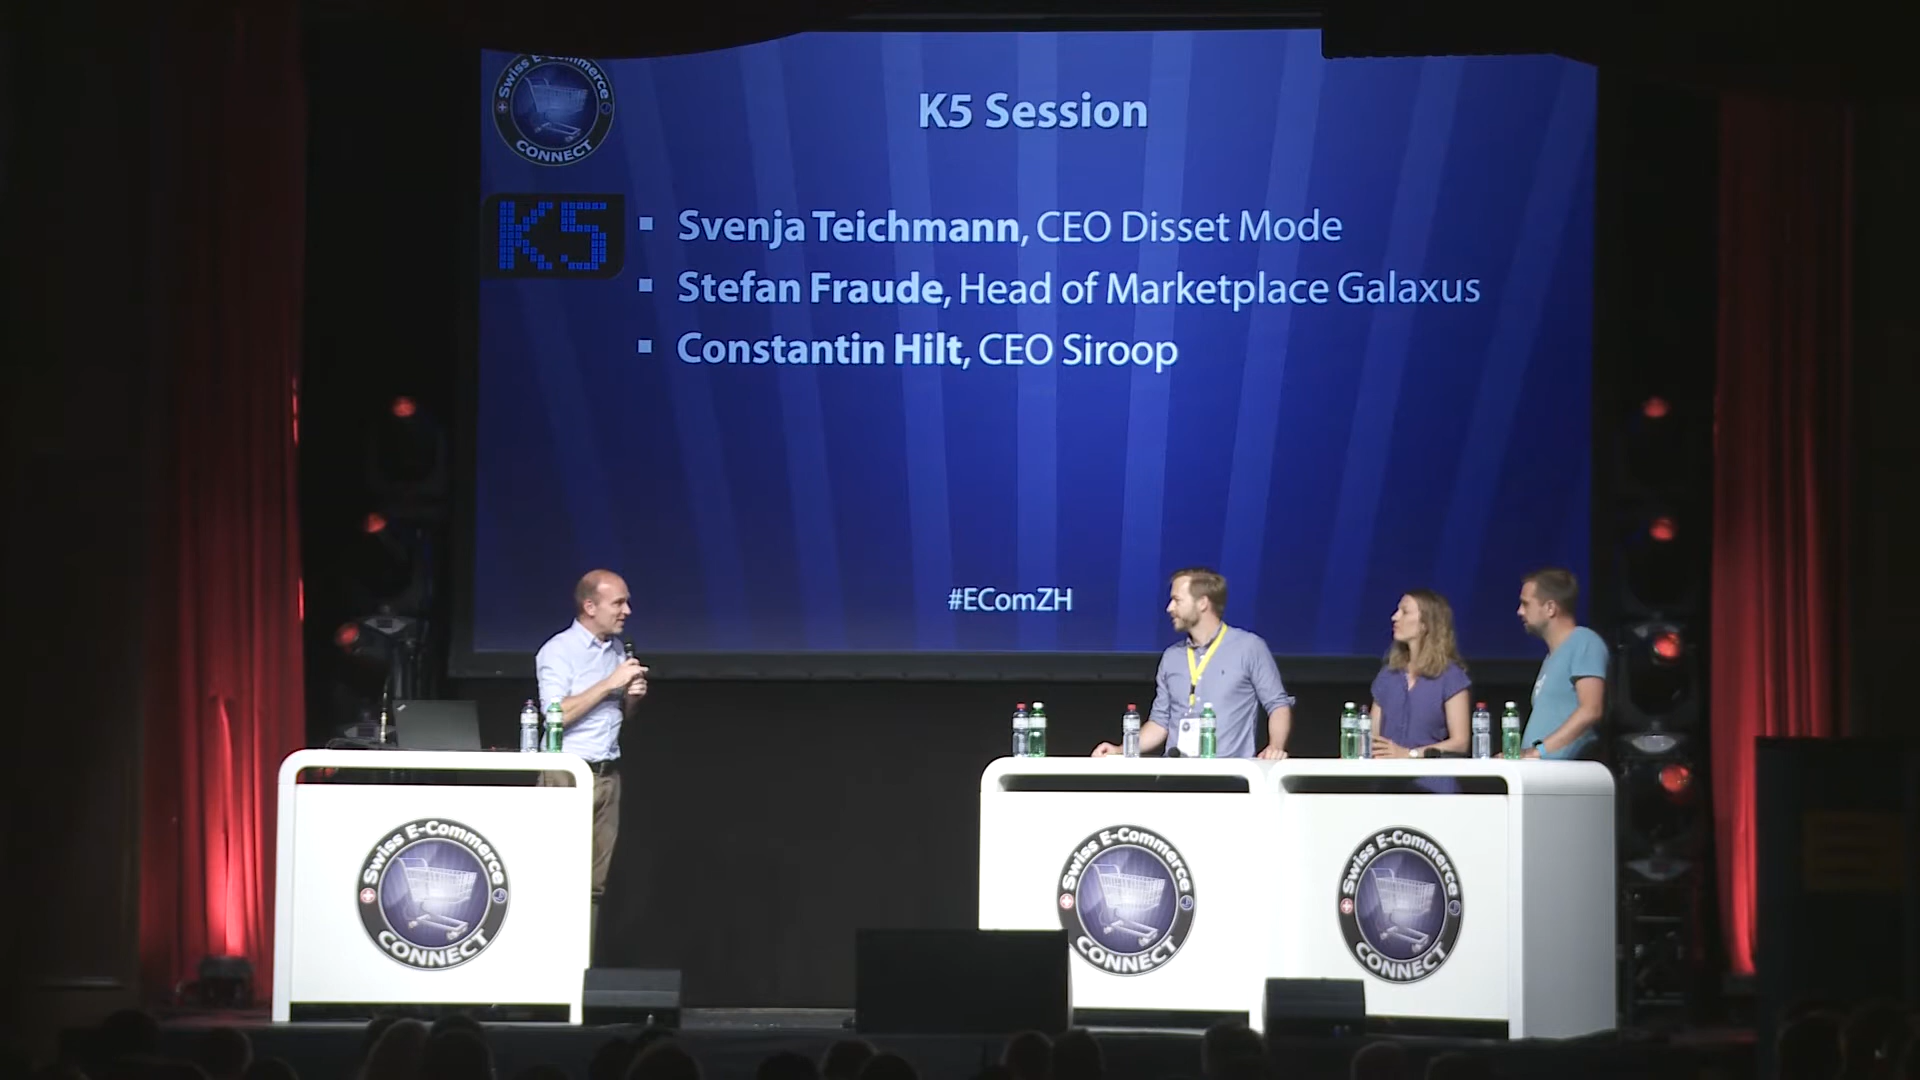 Swiss E-Commerce
CONNECT
K5 Session
K5
▪ Svenja Teichmann, CEO Disset Mode
▪ Stefan Fraude, Head of Marketplace Galaxus
▪ Constantin Hilt, CEO Siroop
#EComZH
Swiss E-Commerce
CONNECT
Swiss E-Commerce
CONNECT
Swiss E-Commerce
CONNECT